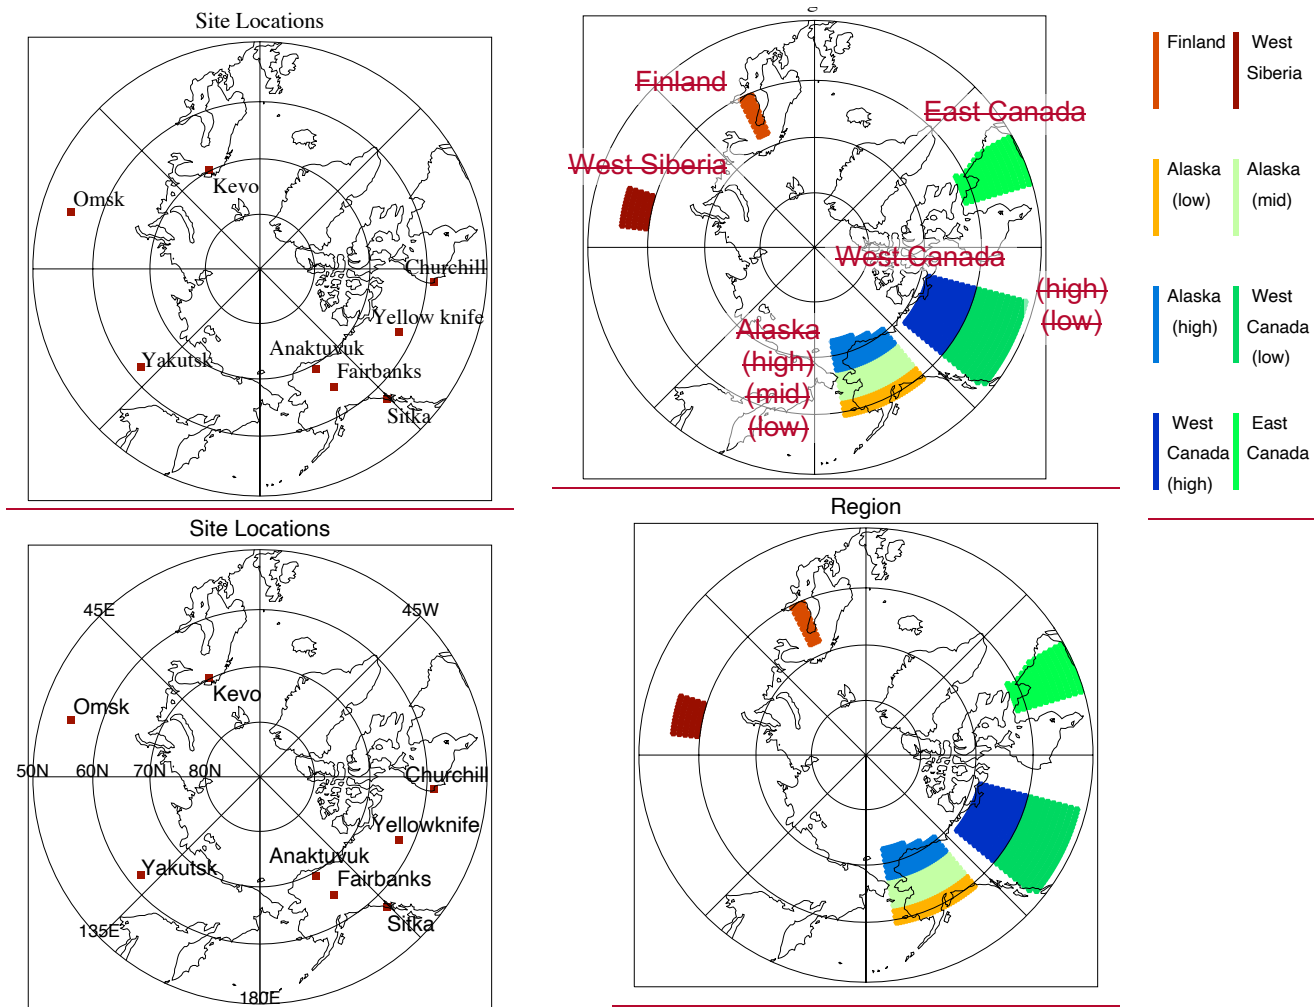 Site Locations
Omsk
Kevo
Churchill
Yellow knife
Anaktuvuk
Fairbanks
Yakutsk
Sitka
Finland
East Canada
West Siberia
West Canada
(high)
(low)
Alaska
(high)
(mid)
(low)
Finland
West
Siberia
Alaska
(low)
Alaska
(mid)
Alaska
(high)
West
Canada
(low)
West
Canada
(high)
East
Canada
Site Locations
45E
45W
Kevo
Omsk
50N
60N
70N
80N
Churchill
Yellowknife
Anaktuvuk
Yakutsk
Fairbanks
Sitka
135E
180E
Region